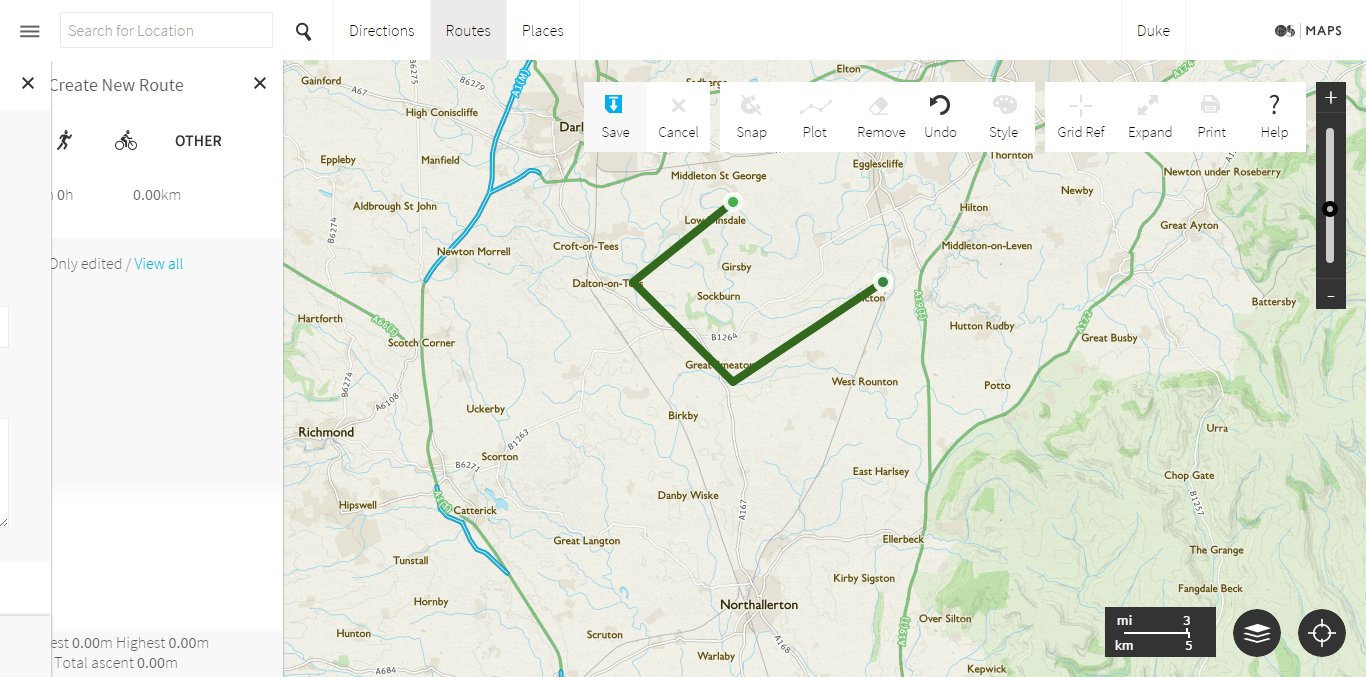 Search for Location
Directions
Routes
Places
Duke
OS | MAPS
Create New Route
OTHER
0h
0.00km
Only edited / View all
0.00m Highest 0.00m
Total ascent 0.00m
Save
Cancel
Snap
Plot
Remove
Undo
Style
Grid Ref
Expand
Print
Help
+
-
Gainford
A67
B6275
B6279
A1(M)
Elton
A174
High Coniscliffe
Eppleby
Manfield
Egglescliffe
Thornton
Middleton St George
Newton under Roseberry
Newby
Aldbrough St John
B6274
Hilton
Great Ayton
Croft-on-Tees
Newton Morrell
Middleton-on-Leven
Girsby
Dalton-on-Tees
Sockburn
Battersby
A19(T)
A172
Hartforth
A66(T)
Scotch Corner
B1264
Hutton Rudby
Great Busby
Great Smeaton
West Rounton
Potto
B6274
A6108
Uckerby
Birkby
Richmond
B1263
Urra
Scorton
B6271
East Harlsey
Chop Gate
Danby Wiske
B1257
A167
Hipswell
Catterick
Great Langton
Ellerbeck
The Grange
Tunstall
Kirby Sigston
Fangdale Beck
Hornby
Northallerton
Over Silton
Hunton
Scruton
A168
A19(T)
Warlaby
A684
Kepwick
mi 3
km 5